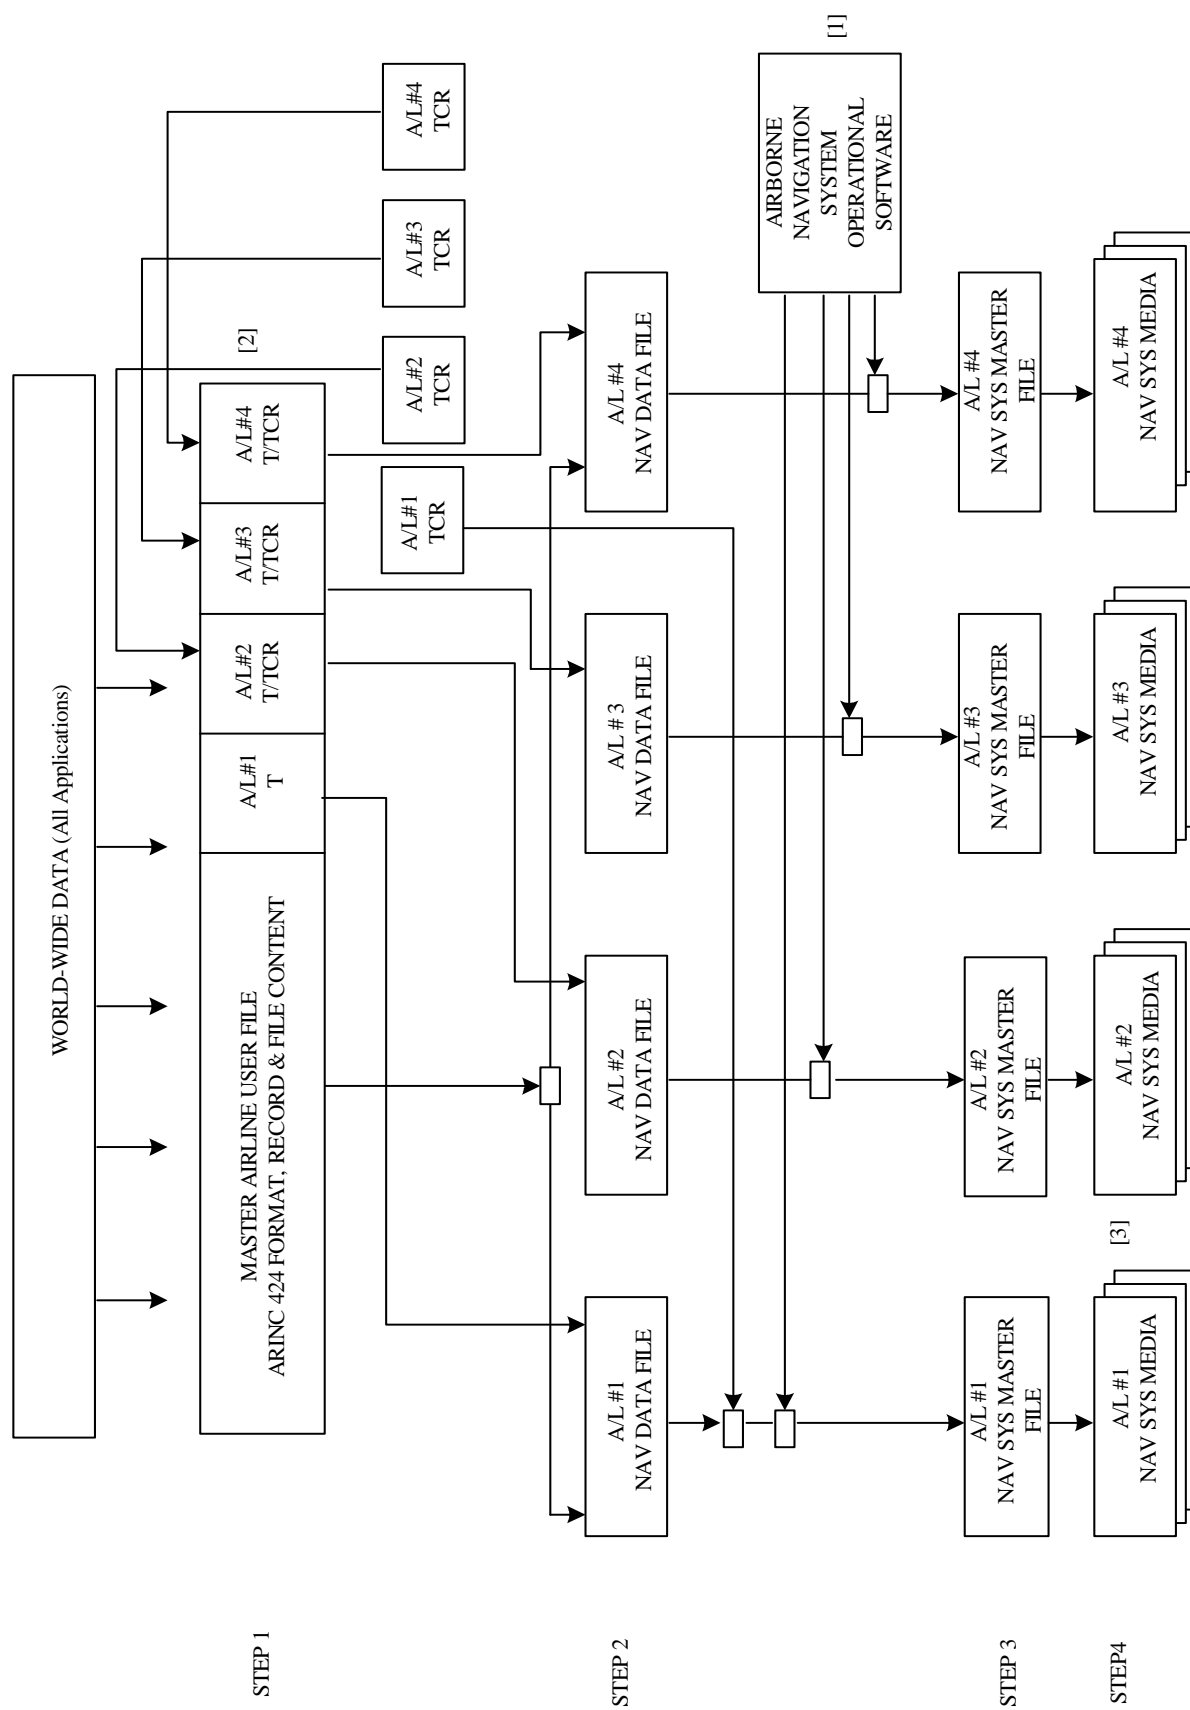 WORLD-WIDE DATA (All Applications)
STEP 1
MASTER AIRLINE USER FILE
ARINC 424 FORMAT, RECORD & FILE CONTENT
A/L#1
T
A/L#2
T/TCR
A/L#3
T/TCR
A/L#4
T/TCR
[2]
A/L#1
TCR
A/L#2
TCR
A/L#3
TCR
A/L#4
TCR
STEP 2
A/L #1
NAV DATA FILE
A/L #2
NAV DATA FILE
A/L # 3
NAV DATA FILE
A/L #4
NAV DATA FILE
AIRBORNE
NAVIGATION
SYSTEM
OPERATIONAL
SOFTWARE
[1]
STEP 3
A/L #1
NAV SYS MASTER
FILE
A/L #2
NAV SYS MASTER
FILE
A/L #3
NAV SYS MASTER
FILE
A/L #4
NAV SYS MASTER
FILE
STEP4
A/L #1
NAV SYS MEDIA
[3]
A/L #2
NAV SYS MEDIA
A/L #3
NAV SYS MEDIA
A/L #4
NAV SYS MEDIA